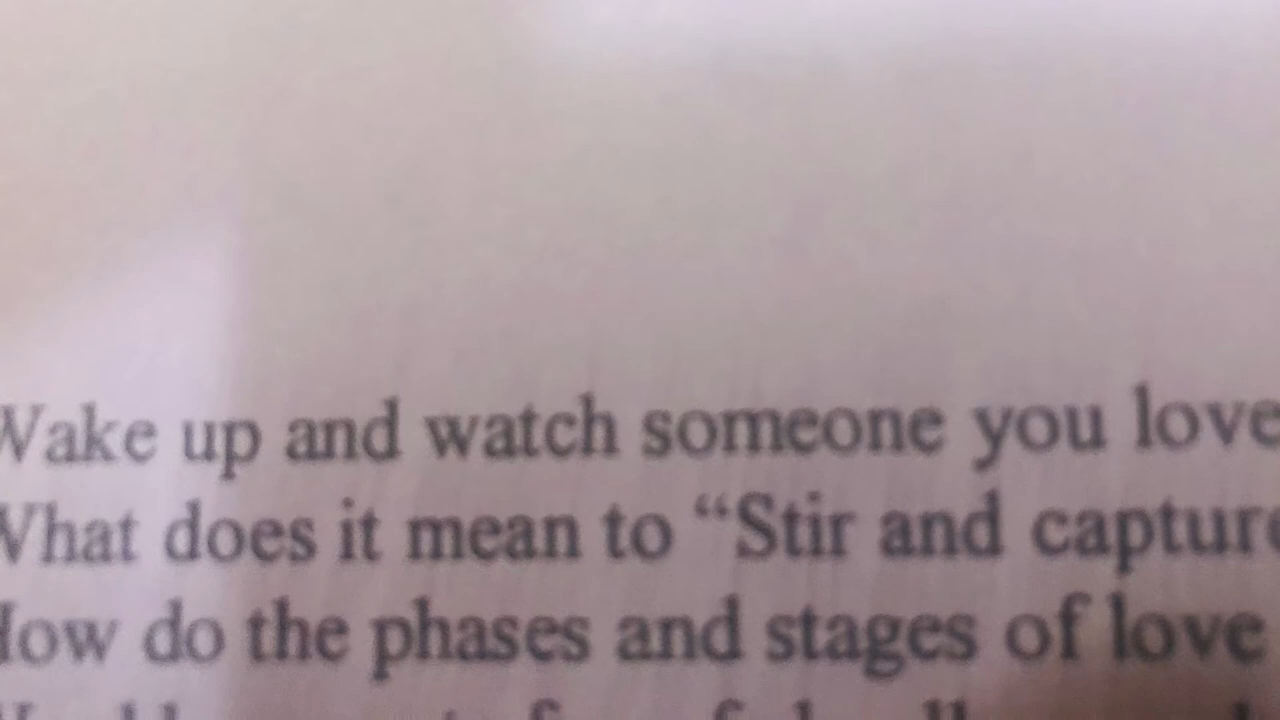 Wake up and watch someone you love
What does it mean to “Stir and capture
How do the phases and stages of love